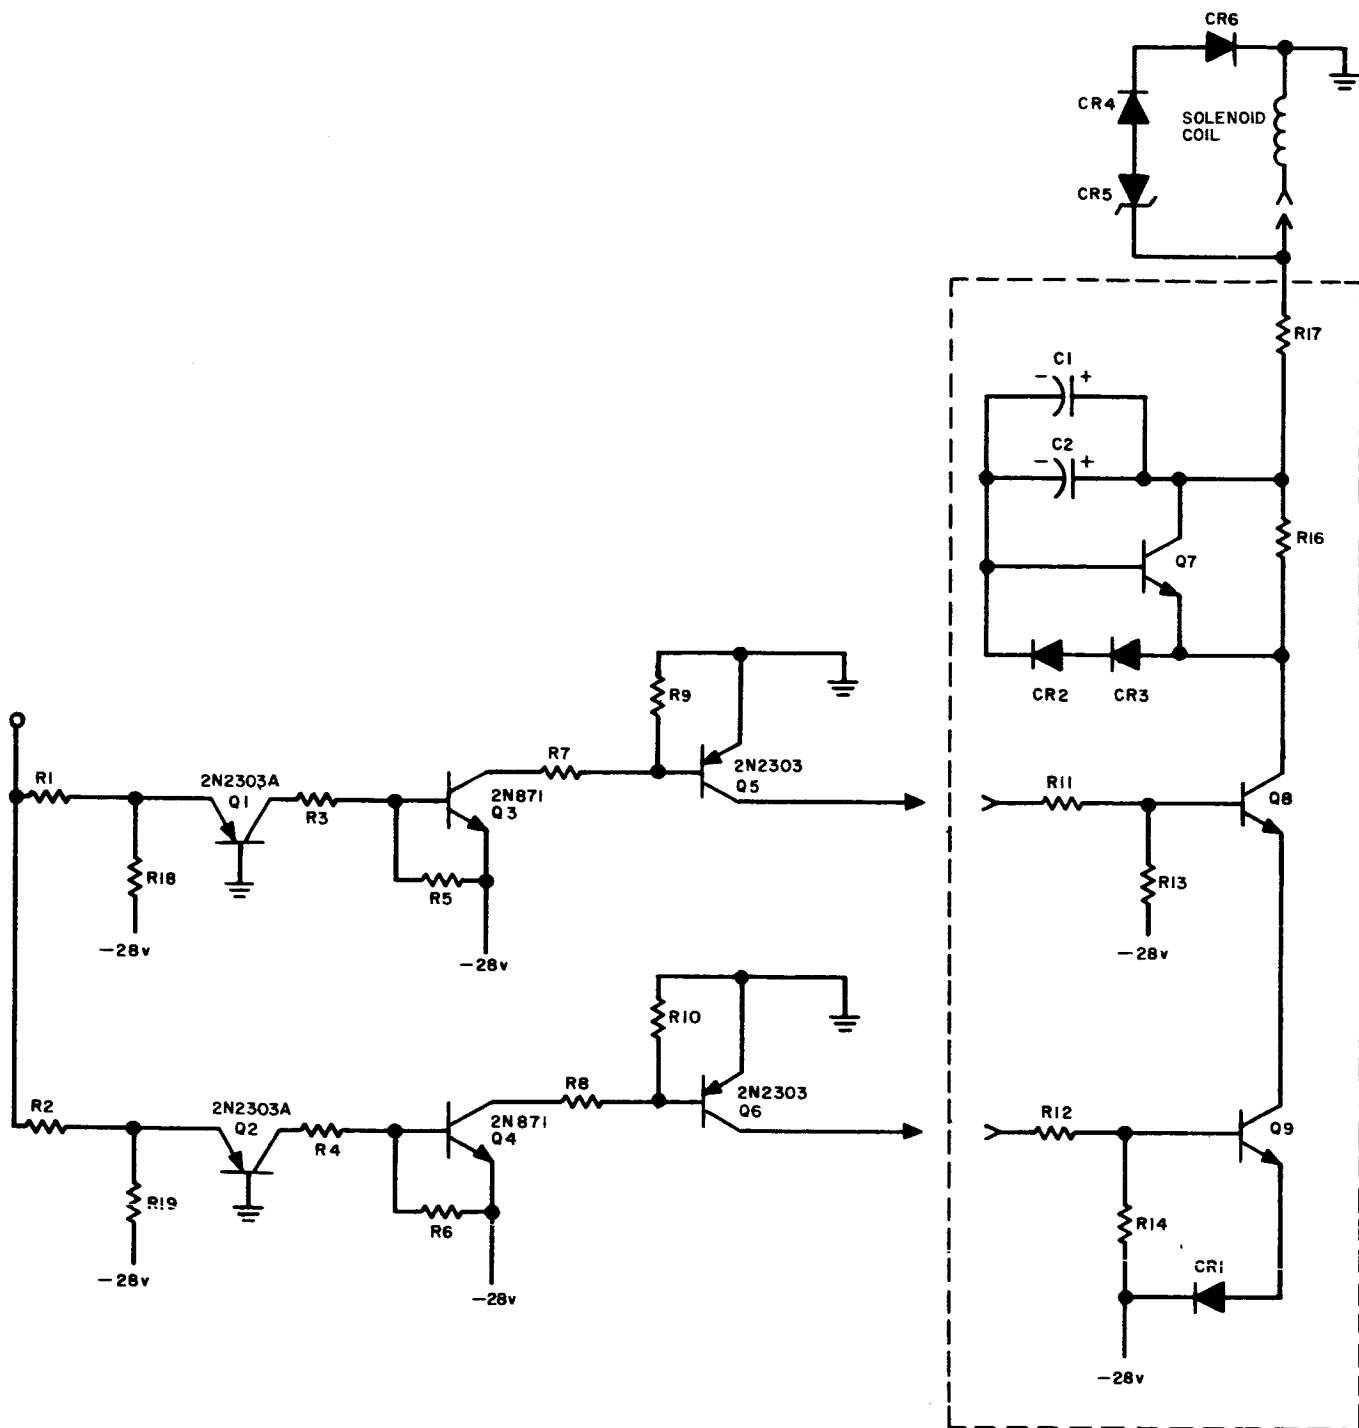 CR6
CR4
SOLENOID
COIL
CR5
R17
C1
- +
C2
- +
R16
Q7
CR2
CR3
R9
R1
2N2303A
Q1
R3
R7
2N871
Q3
2N2303
Q5
R11
Q8
R18
R5
R13
-28v
-28v
-28v
R10
R2
2N2303A
Q2
R4
R8
2N871
Q4
2N2303
Q6
R12
Q9
R19
R6
R14
CR1
-28v
-28v
-28v